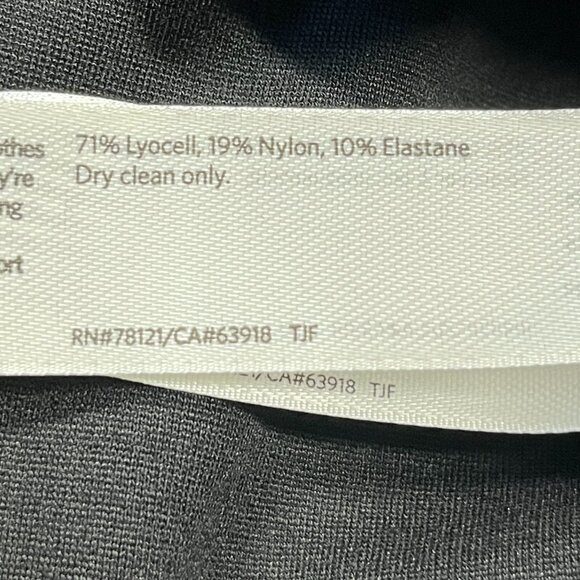 71% Lyocell, 19% Nylon, 10% Elastane
Dry clean only.
RN#78121/CA#63918 TJF
/CA#63918 TJF